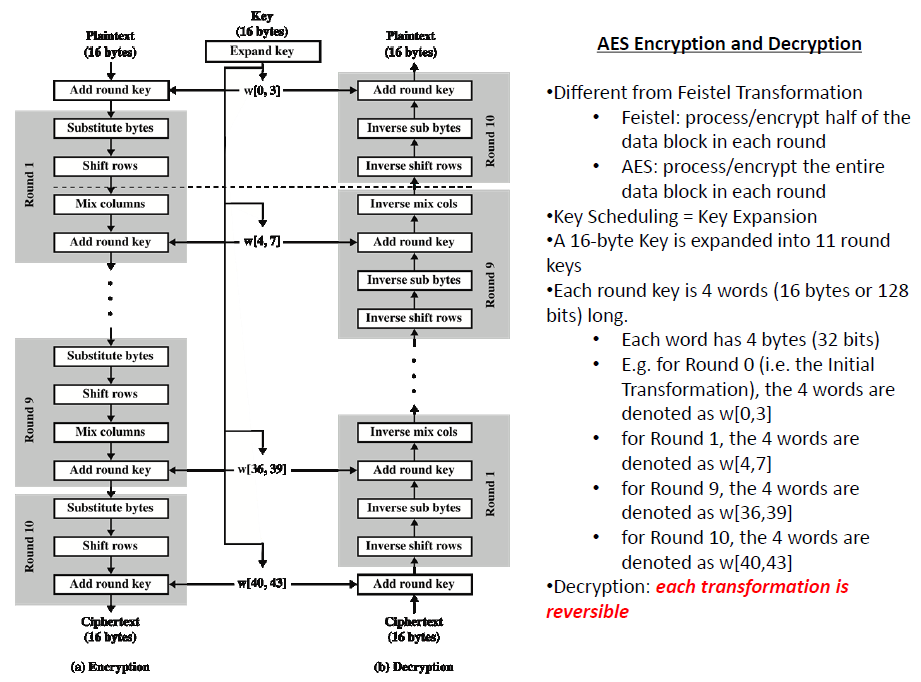 Key
(16 bytes)
Expand key
Plaintext
(16 bytes)
Add round key
Substitute bytes
Shift rows
Mix columns
Add round key
Round 1
Substitute bytes
Shift rows
Mix columns
Add round key
Round 9
Substitute bytes
Shift rows
Add round key
Round 10
Ciphertext
(16 bytes)
(a) Encryption
w[0, 3]
w[4, 7]
w[36, 39]
w[40, 43]
Plaintext
(16 bytes)
Add round key
Inverse sub bytes
Inverse shift rows
Round 10
Inverse mix cols
Add round key
Inverse sub bytes
Inverse shift rows
Round 9
Inverse mix cols
Add round key
Inverse sub bytes
Inverse shift rows
Round 1
Add round key
Ciphertext
(16 bytes)
(b) Decryption
AES Encryption and Decryption
•Different from Feistel Transformation
• Feistel: process/encrypt half of the
data block in each round
• AES: process/encrypt the entire
data block in each round
•Key Scheduling = Key Expansion
•A 16-byte Key is expanded into 11 round
keys
•Each round key is 4 words (16 bytes or 128
bits) long.
• Each word has 4 bytes (32 bits)
• E.g. for Round 0 (i.e. the Initial
Transformation), the 4 words are
denoted as w[0,3]
• for Round 1, the 4 words are
denoted as w[4,7]
• for Round 9, the 4 words are
denoted as w[36,39]
• for Round 10, the 4 words are
denoted as w[40,43]
•Decryption: each transformation is
reversible